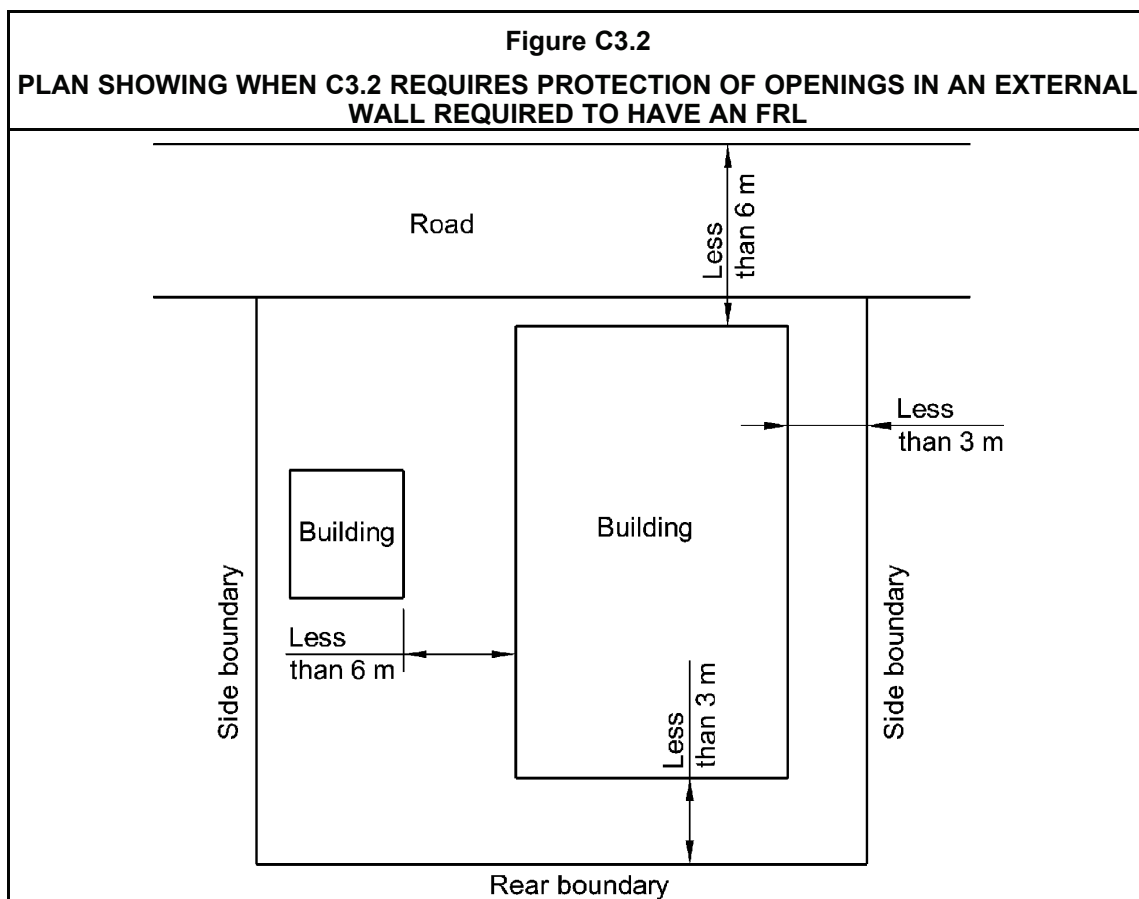 Figure C3.2
PLAN SHOWING WHEN C3.2 REQUIRES PROTECTION OF OPENINGS IN AN EXTERNAL
WALL REQUIRED TO HAVE AN FRL
Road
Less
than 6 m
Less
than 3 m
Building
Building
Less
than 6 m
Less
than 3 m
Side boundary
Side boundary
Rear boundary